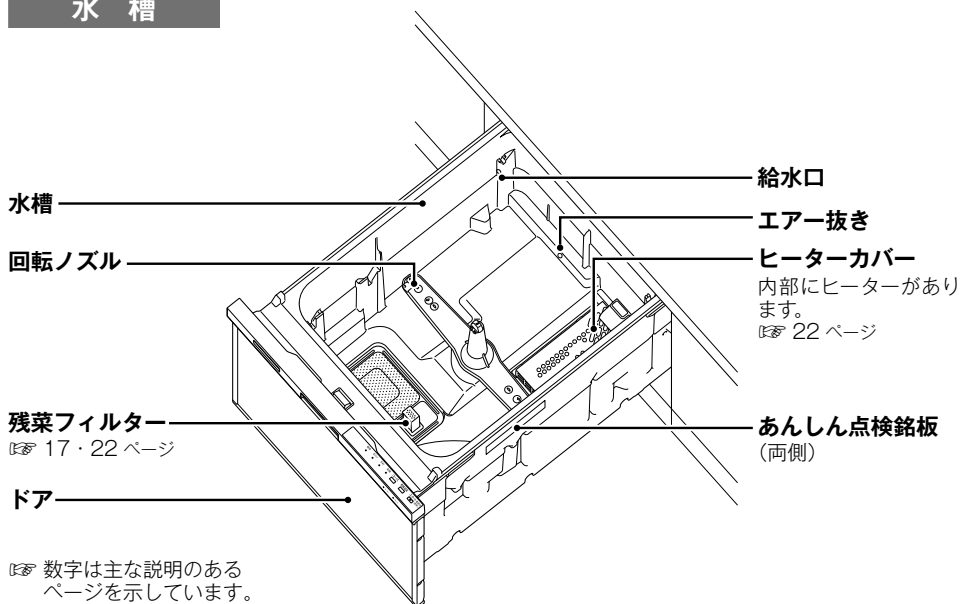 水 槽
水槽
回転ノズル
残菜フィルター
☞ 17・22 ページ
ドア
☞ 数字は主な説明のある
ページを示しています。
給水口
エアー抜き
ヒーターカバー
内部にヒーターがあり
ます。
☞ 22 ページ
あんしん点検銘板
(両側)